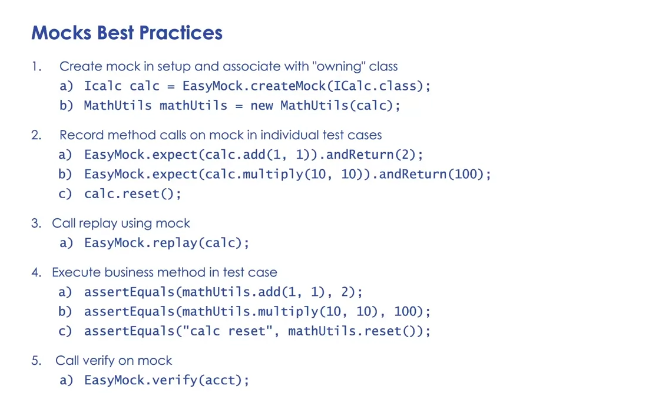 Mocks Best Practices
1. Create mock in setup and associate with "owning" class
a) Icalc calc = EasyMock.createMock(ICalc.class);
b) MathUtils mathUtils = new MathUtils(calc);
2. Record method calls on mock in individual test cases
a) EasyMock.expect(calc.add(1, 1)).andReturn(2);
b) EasyMock.expect(calc.multiply(10, 10)).andReturn(100);
c) calc.reset();
3. Call replay using mock
a) EasyMock.replay(calc);
4. Execute business method in test case
a) assertEquals(mathUtils.add(1, 1), 2);
b) assertEquals(mathUtils.multiply(10, 10), 100);
c) assertEquals("calc reset", mathUtils.reset());
5. Call verify on mock
a) EasyMock.verify(acct);